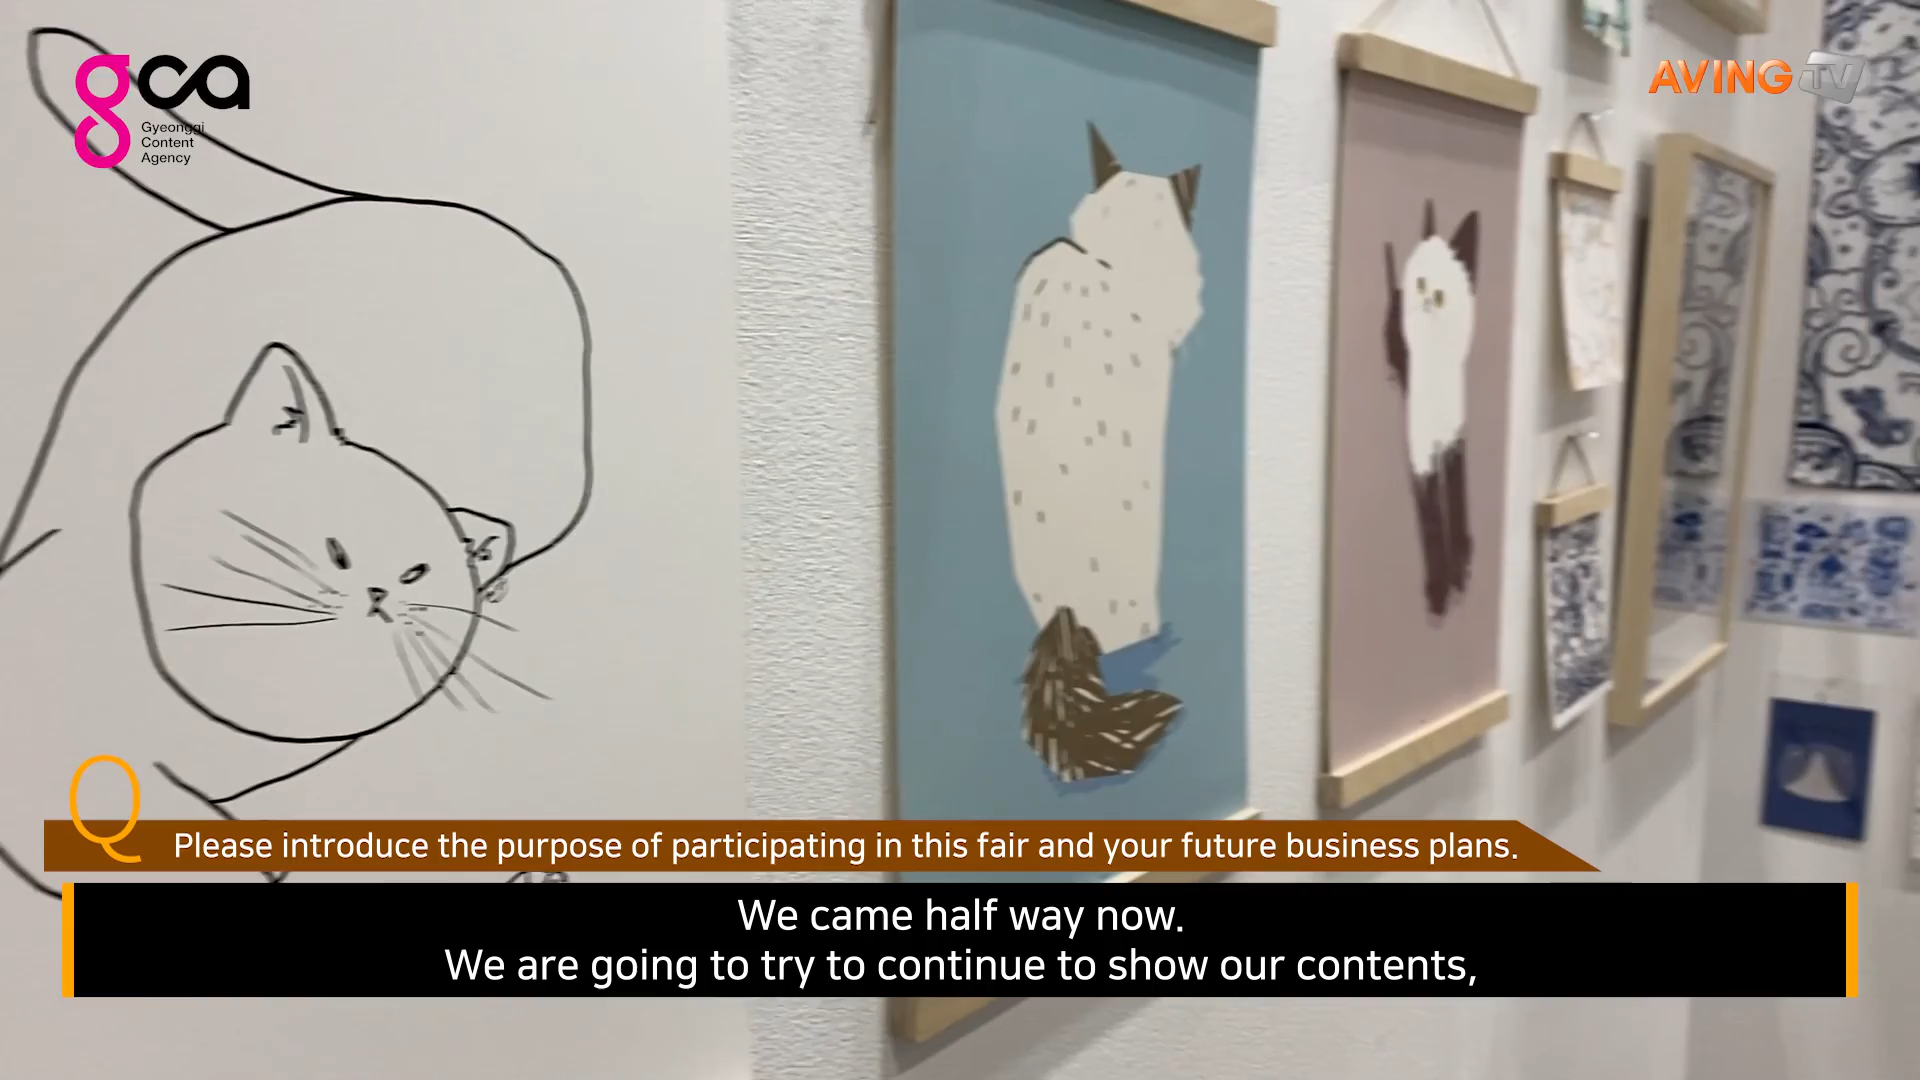 gca
Gyeonggi
Content
Agency
AVING TV
Q
Please introduce the purpose of participating in this fair and your future business plans.
We came half way now.
We are going to try to continue to show our contents,